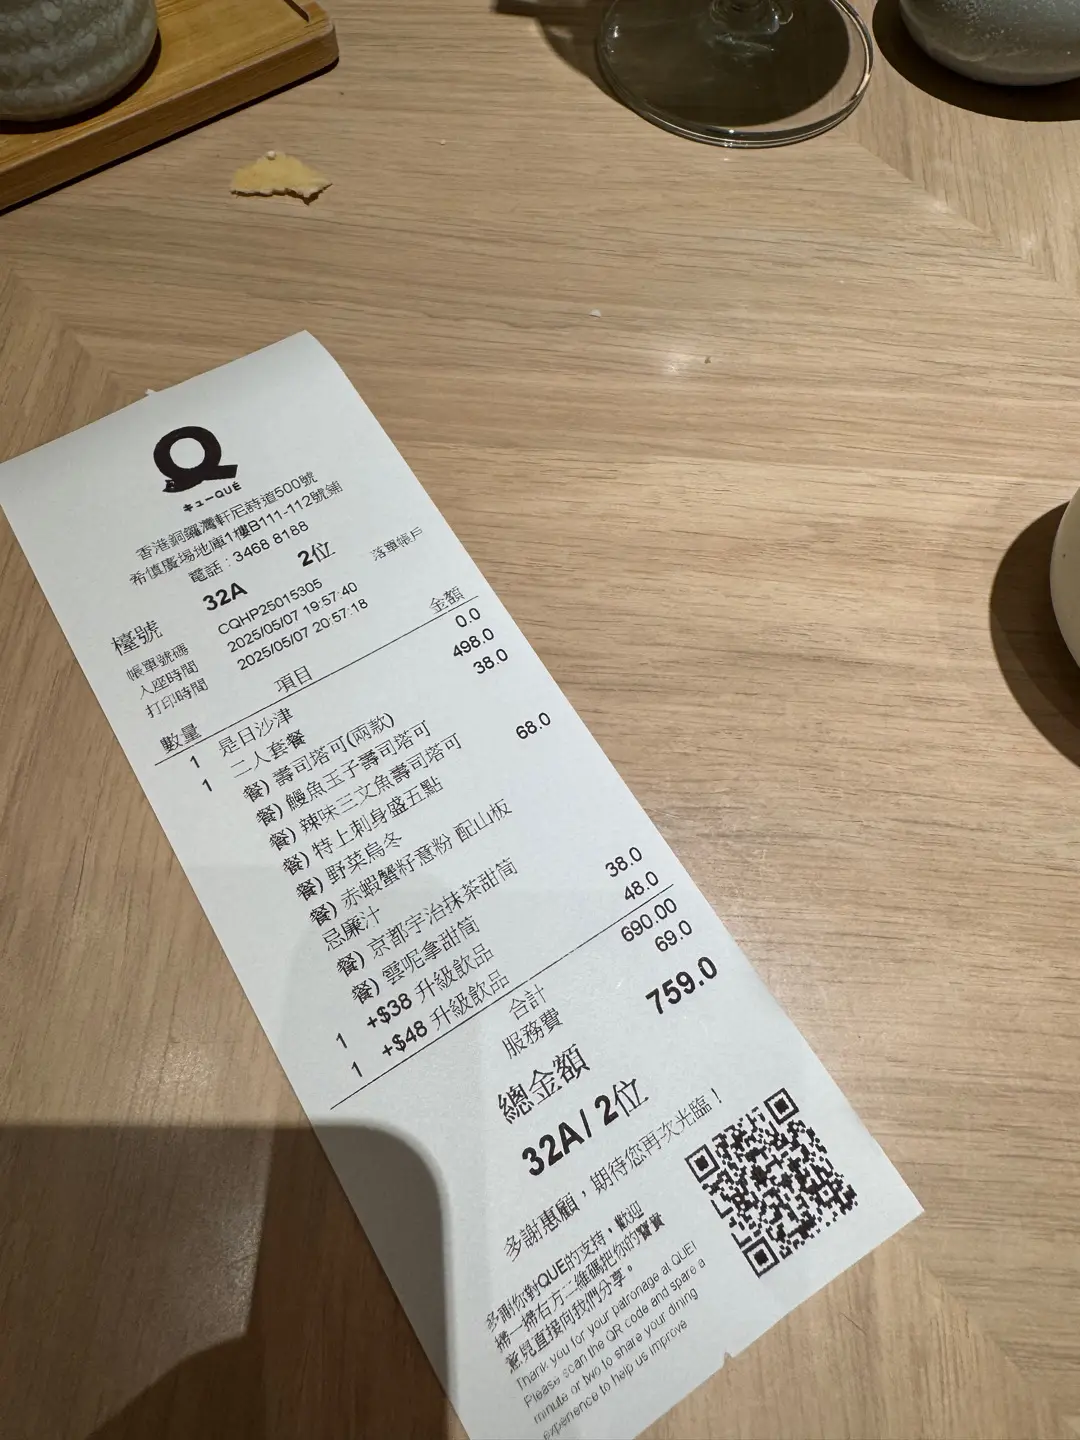 キューQUÉ
香港銅鑼灣軒尼詩道500號
希慎廣場地庫1樓B111-112號鋪
電話：3468 8188
檯號 32A 2位 落單帳戶
帳單號碼 CQHP25015305
入座時間 2025/05/07 19:57:40
打印時間 2025/05/07 20:57:18
數量 項目 金額
1 是日沙津 0.0
1 二人套餐 498.0
餐) 壽司塔可(兩款) 38.0
餐) 鰻魚玉子壽司塔可
餐) 辣味三文魚壽司塔可 68.0
餐) 特上刺身盛五點
餐) 野菜烏冬
餐) 赤蝦蟹籽意粉 配山板
忌廉汁
餐) 京都宇治抹茶甜筒
餐) 雲呢拿甜筒
1 +$38 升級飲品 38.0
1 +$48 升級飲品 48.0
合計 690.00
服務費 69.0
總金額 759.0
32A / 2位
多謝惠顧，期待您再次光臨！
多謝你對QUE的支持，歡迎
掃一掃右方二維碼把你的寶貴
意見直接向我們分享。
Thank you for your patronage at QUE!
Please scan the QR code and spare a
minute or two to share your dining
experience to help us improve